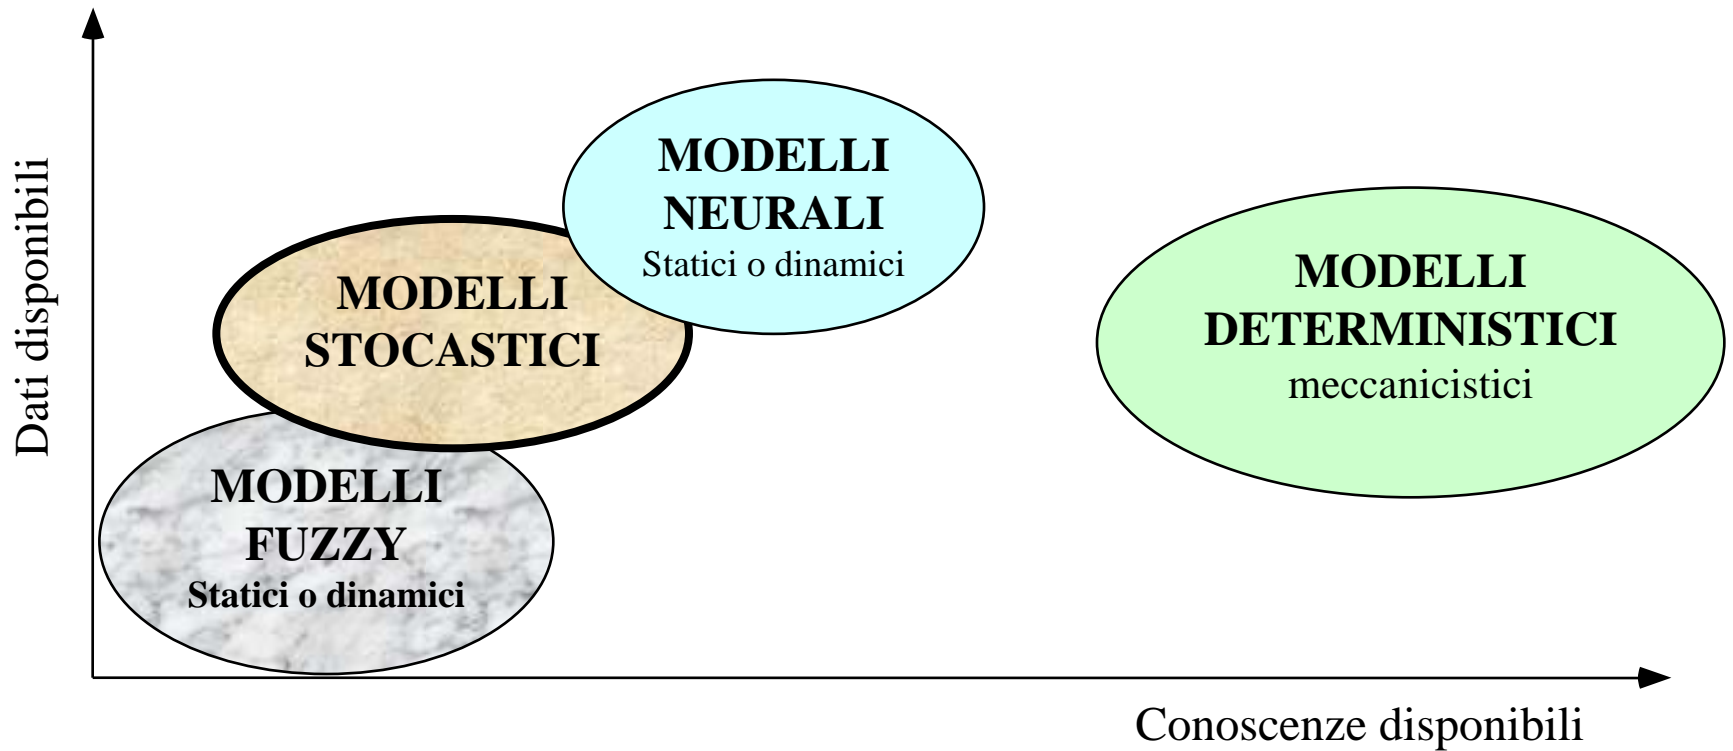 Dati disponibili
MODELLI
NEURALI
Statici o dinamici
MODELLI
STOCASTICI
MODELLI
DETERMINISTICI
meccanicistici
MODELLI
FUZZY
Statici o dinamici
Conoscenze disponibili